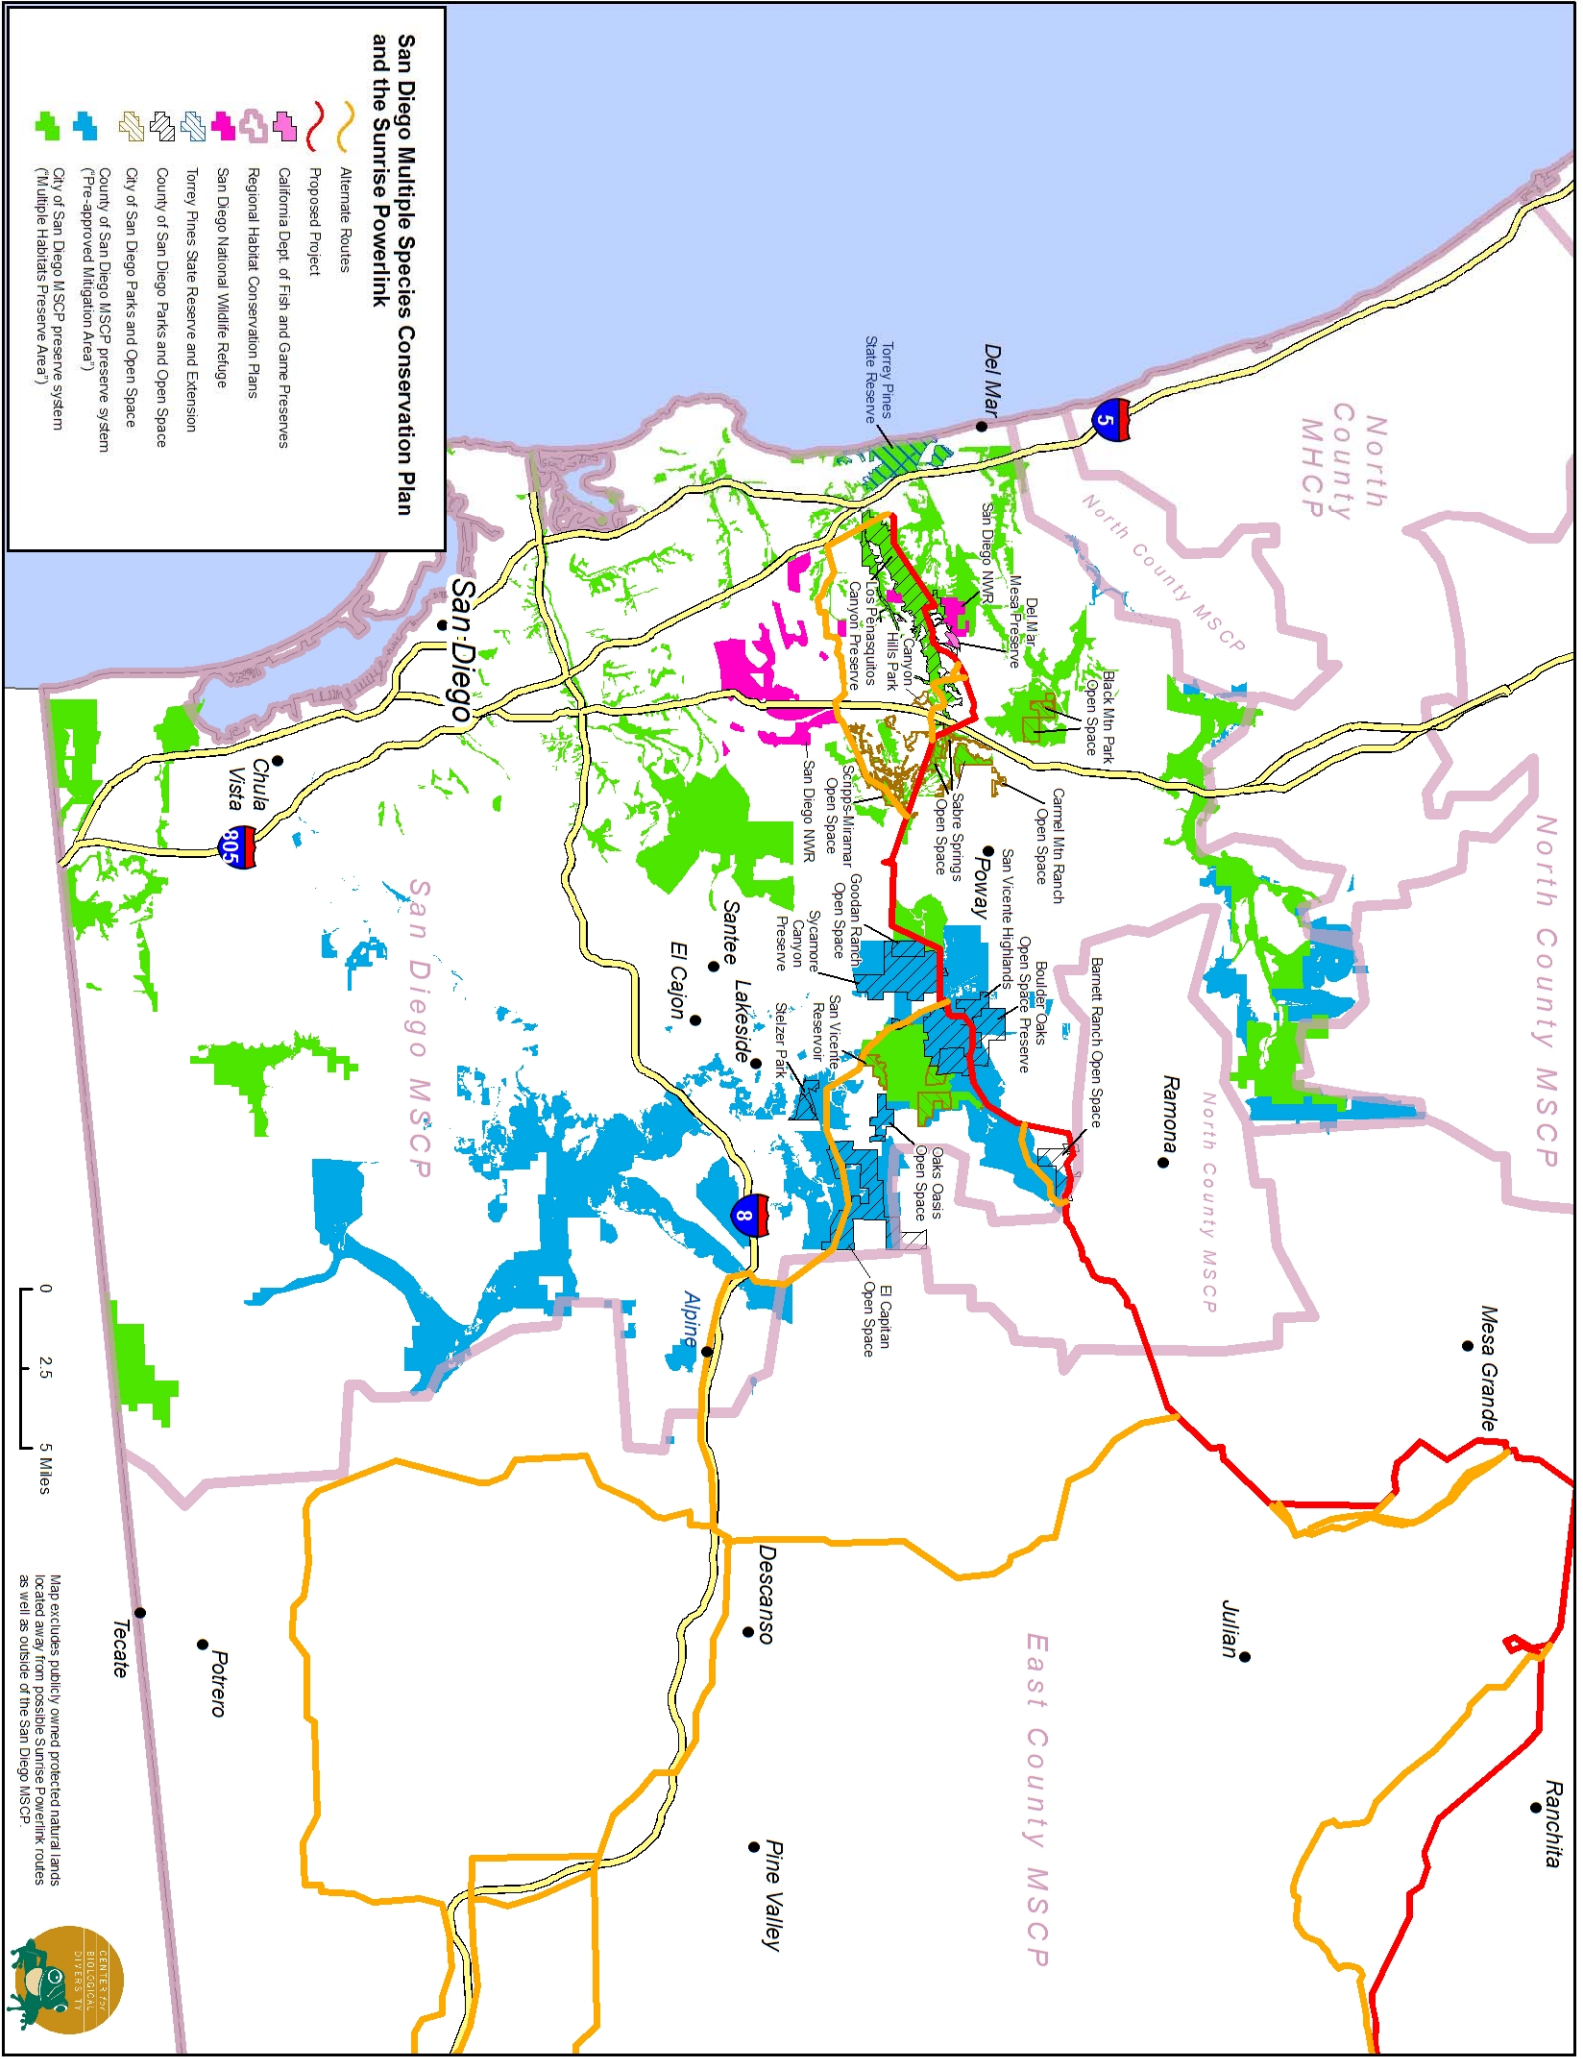 San Diego Multiple Species Conservation Plan
and the Sunrise Powerlink
Alternate Routes
Proposed Project
California Dept. of Fish and Game Preserves
Regional Habitat Conservation Plans
San Diego National Wildlife Refuge
Torrey Pines State Reserve and Extension
County of San Diego Parks and Open Space
City of San Diego Parks and Open Space
County of San Diego MSCP preserve system
("Pre-approved Mitigation Area")
City of San Diego MSCP preserve system
("Multiple Habitats Preserve Area")
North
County
MHCP
North County MSCP
North County MSCP
North County MSCP
San Diego MSCP
East County MSCP
5
805
8
Del Mar
Torrey Pines
State Reserve
San Diego NWR
Del Mar
Mesa Preserve
Los Penasquitos
Canyon Preserve
Canyon
Hills Park
Black Mtn Park
Open Space
Carmel Mtn Ranch
Open Space
Sabre Springs
Open Space
Scripps-Miramar
Open Space
San Diego NWR
Poway
San Vicente Highlands
Open Space Preserve
Boulder Oaks
Barnett Ranch Open Space
Goodan Ranch
Open Space
Sycamore
Canyon
Preserve
San Vicente
Reservoir
Stelzer Park
Oaks Oasis
Open Space
El Capitan
Open Space
Ramona
Mesa Grande
Julian
Ranchita
San Diego
Chula
Vista
Santee
El Cajon
Lakeside
Alpine
Descanso
Pine Valley
Potrero
Tecate
0
2.5
5 Miles
Map excludes publicly owned protected natural lands
located away from possible Sunrise Powerlink routes
as well as outside of the San Diego MSCP.
CENTER for
BIOLOGICAL
DIVERSITY